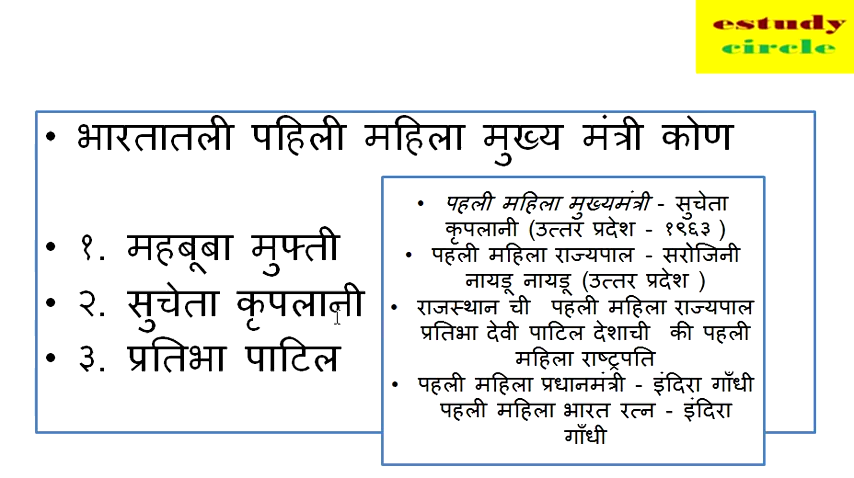 estudy
circle
• भारतातली पहिली महिला मुख्य मंत्री कोण
• १. महबूबा मुफ्ती
• २. सुचेता कृपलानी
• ३. प्रतिभा पाटिल
• पहली महिला मुख्यमंत्री - सुचेता
कृपलानी (उत्तर प्रदेश - १९६३ )
• पहली महिला राज्यपाल - सरोजिनी
नायडू नायडू (उत्तर प्रदेश )
• राजस्थान ची पहली महिला राज्यपाल
प्रतिभा देवी पाटिल देशाची की पहली
महिला राष्ट्रपति
• पहली महिला प्रधानमंत्री - इंदिरा गाँधी
पहली महिला भारत रत्न - इंदिरा
गाँधी